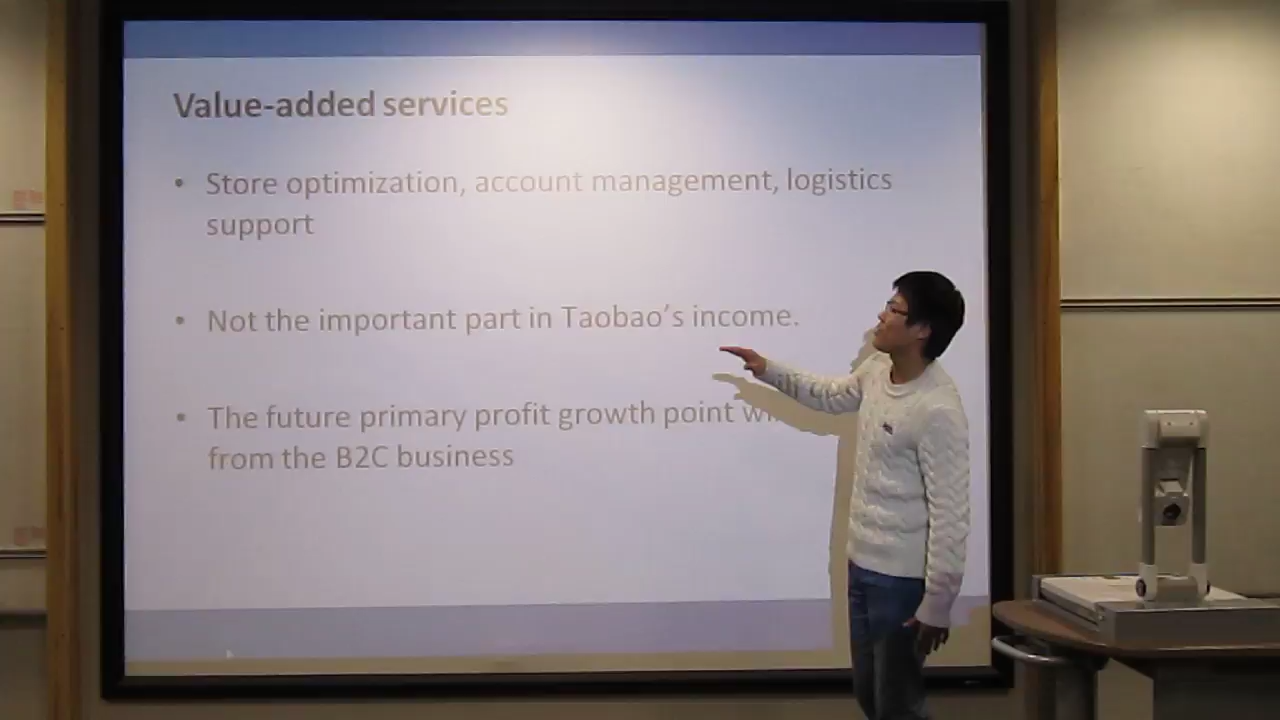 Value-added services
• Store optimization, account management, logistics
support
• Not the important part in Taobao's income.
• The future primary profit growth point
from the B2C business